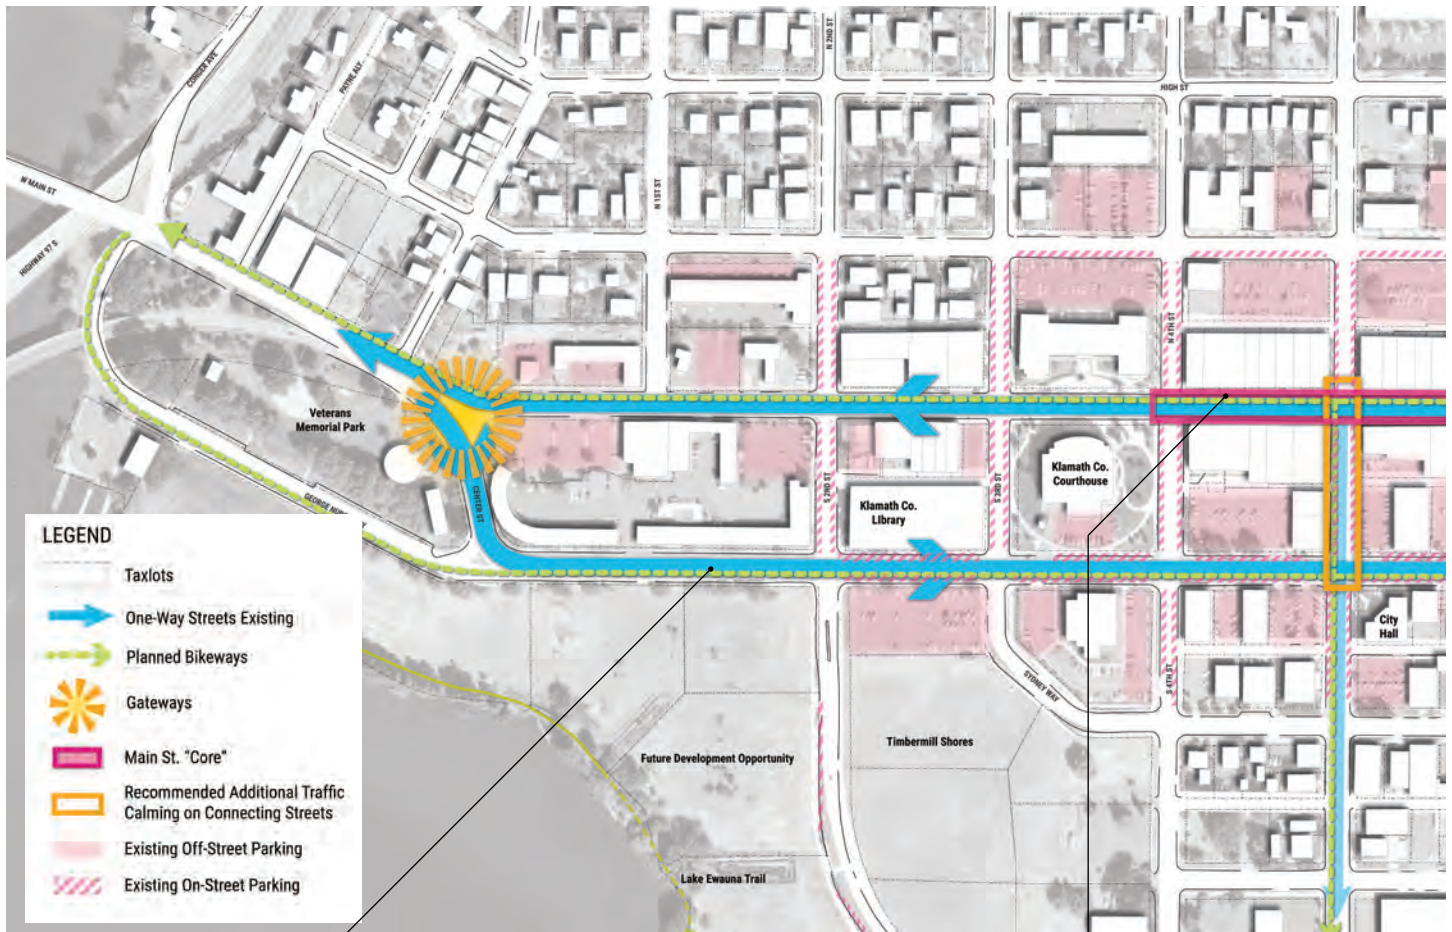 CONGER AVE
PAYNE ALY
N 2ND ST
HIGH ST
W MAIN ST
N 1ST ST
HIGHWAY 97 S
N 4TH ST
Veterans
Memorial Park
Klamath Co.
Courthouse
S 2ND ST
S 3RD ST
CENTER ST
Klamath Co.
Library
GEORGE
City
Hall
SYDNEY WAY
S 4TH ST
Timbermill Shores
Future Development Opportunity
Lake Ewauna Trail
LEGEND
Taxlots
One-Way Streets Existing
Planned Bikeways
Gateways
Main St. “Core”
Recommended Additional Traffic
Calming on Connecting Streets
Existing Off-Street Parking
Existing On-Street Parking